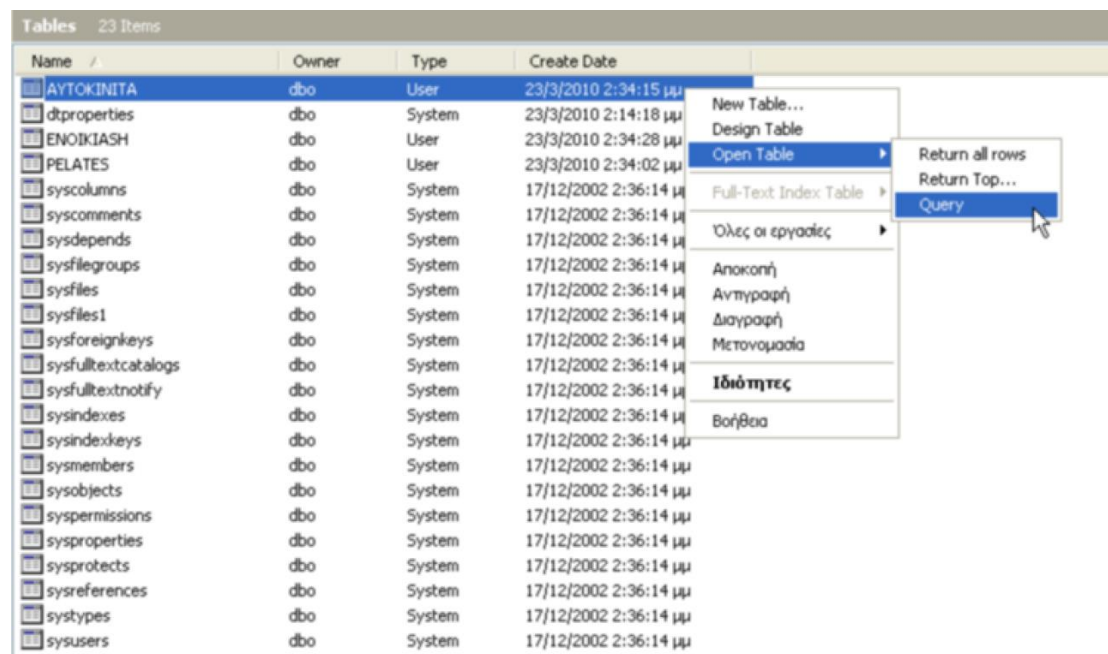 Tables 23 Items
Name Owner Type Create Date
AYTOKINITA dbo User 23/3/2010 2:34:15 μμ
dtproperties dbo System 23/3/2010 2:14:18 μμ
ENOIKIASH dbo User 23/3/2010 2:34:28 μμ
PELATES dbo User 23/3/2010 2:34:02 μμ
syscolumns dbo System 17/12/2002 2:36:14 μμ
syscomments dbo System 17/12/2002 2:36:14 μμ
sysdepends dbo System 17/12/2002 2:36:14 μμ
sysfilegroups dbo System 17/12/2002 2:36:14 μμ
sysfiles dbo System 17/12/2002 2:36:14 μμ
sysfiles1 dbo System 17/12/2002 2:36:14 μμ
sysforeignkeys dbo System 17/12/2002 2:36:14 μμ
sysfulltextcatalogs dbo System 17/12/2002 2:36:14 μμ
sysfulltextnotify dbo System 17/12/2002 2:36:14 μμ
sysindexes dbo System 17/12/2002 2:36:14 μμ
sysindexkeys dbo System 17/12/2002 2:36:14 μμ
sysmembers dbo System 17/12/2002 2:36:14 μμ
sysobjects dbo System 17/12/2002 2:36:14 μμ
syspermissions dbo System 17/12/2002 2:36:14 μμ
sysproperties dbo System 17/12/2002 2:36:14 μμ
sysprotects dbo System 17/12/2002 2:36:14 μμ
sysreferences dbo System 17/12/2002 2:36:14 μμ
systypes dbo System 17/12/2002 2:36:14 μμ
sysusers dbo System 17/12/2002 2:36:14 μμ
New Table...
Design Table
Open Table
Full-Text Index Table
Όλες οι εργασίες
Αποκοπή
Αντιγραφή
Διαγραφή
Μετονομασία
Ιδιότητες
Βοήθεια
Return all rows
Return Top...
Query